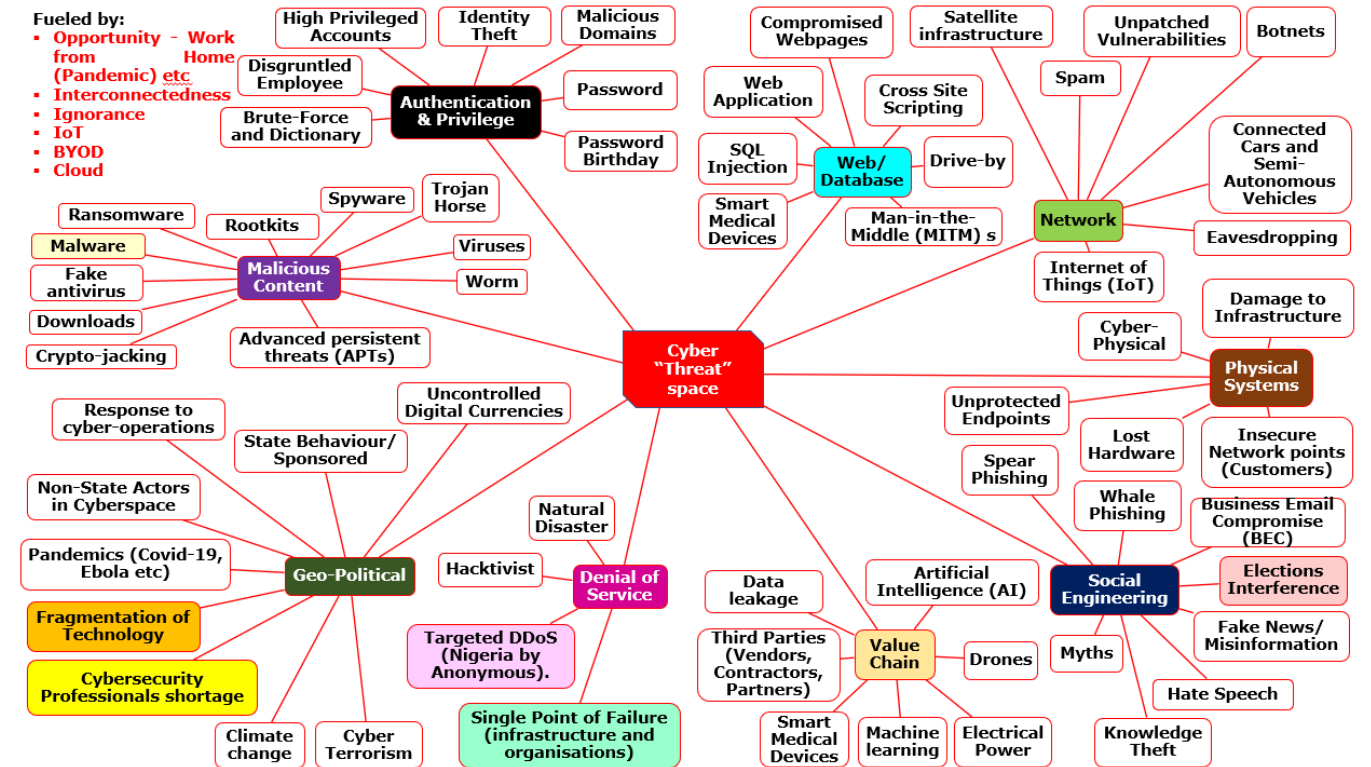 Fueled by:
▪ Opportunity - Work
from Home
(Pandemic) etc
▪ Interconnectedness
▪ Ignorance
▪ IoT
▪ BYOD
▪ Cloud
High Privileged
Accounts
Identity
Theft
Malicious
Domains
Disgruntled
Employee
Authentication
& Privilege
Password
Brute-Force
and Dictionary
Password
Birthday
Compromised
Webpages
Web
Application
Cross Site
Scripting
SQL
Injection
Web/
Database
Drive-by
Smart
Medical
Devices
Man-in-the-
Middle (MITM) s
Satellite
infrastructure
Unpatched
Vulnerabilities
Botnets
Spam
Connected
Cars and
Semi-
Autonomous
Vehicles
Network
Eavesdropping
Internet of
Things (IoT)
Ransomware
Rootkits
Spyware
Trojan
Horse
Malware
Viruses
Fake
antivirus
Malicious
Content
Worm
Downloads
Crypto-jacking
Advanced persistent
threats (APTs)
Cyber
“Threat”
space
Damage to
Infrastructure
Cyber-
Physical
Physical
Systems
Unprotected
Endpoints
Lost
Hardware
Insecure
Network points
(Customers)
Response to
cyber-operations
Uncontrolled
Digital Currencies
State Behaviour/
Sponsored
Non-State Actors
in Cyberspace
Pandemics (Covid-19,
Ebola etc)
Geo-Political
Fragmentation of
Technology
Cybersecurity
Professionals shortage
Climate
change
Cyber
Terrorism
Natural
Disaster
Hacktivist
Denial of
Service
Targeted DDoS
(Nigeria by
Anonymous).
Single Point of Failure
(infrastructure and
organisations)
Data
leakage
Artificial
Intelligence (AI)
Third Parties
(Vendors,
Contractors,
Partners)
Value
Chain
Drones
Smart
Medical
Devices
Machine
learning
Electrical
Power
Spear
Phishing
Whale
Phishing
Business Email
Compromise
(BEC)
Social
Engineering
Elections
Interference
Fake News/
Misinformation
Myths
Hate Speech
Knowledge
Theft